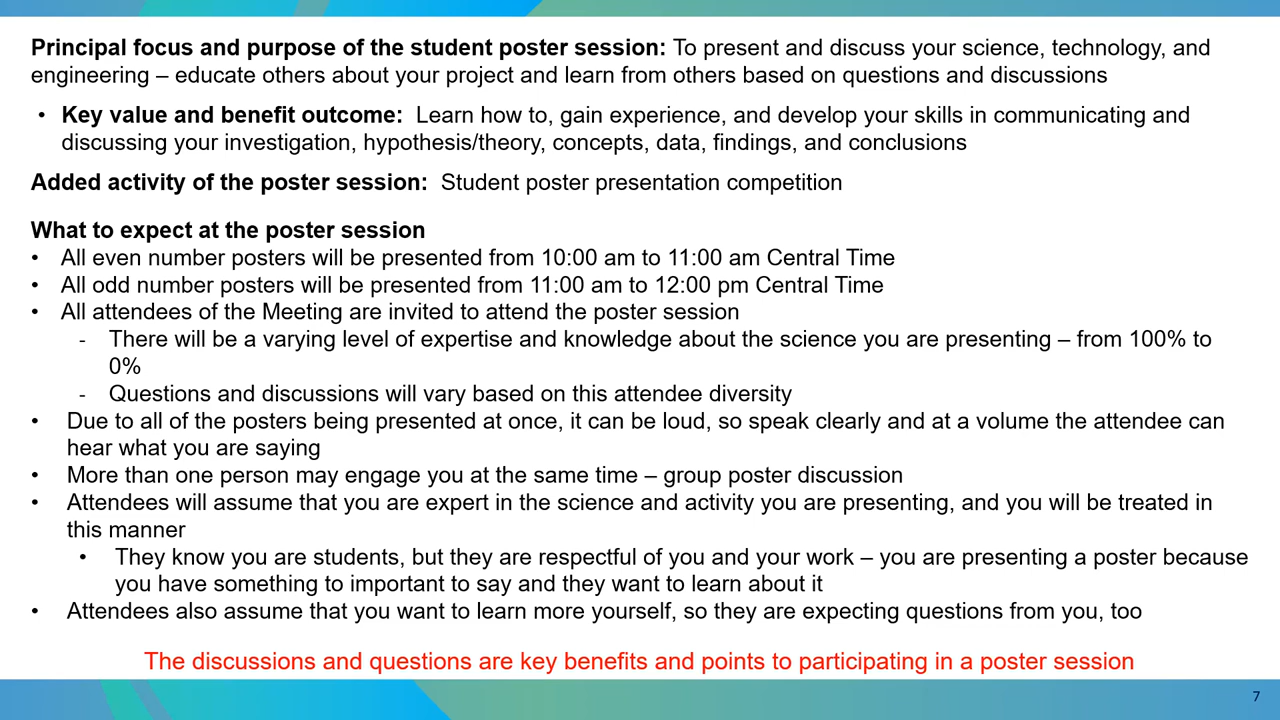 Principal focus and purpose of the student poster session: To present and discuss your science, technology, and
engineering – educate others about your project and learn from others based on questions and discussions
• Key value and benefit outcome: Learn how to, gain experience, and develop your skills in communicating and
discussing your investigation, hypothesis/theory, concepts, data, findings, and conclusions
Added activity of the poster session: Student poster presentation competition
What to expect at the poster session
• All even number posters will be presented from 10:00 am to 11:00 am Central Time
• All odd number posters will be presented from 11:00 am to 12:00 pm Central Time
• All attendees of the Meeting are invited to attend the poster session
- There will be a varying level of expertise and knowledge about the science you are presenting – from 100% to
0%
- Questions and discussions will vary based on this attendee diversity
• Due to all of the posters being presented at once, it can be loud, so speak clearly and at a volume the attendee can
hear what you are saying
• More than one person may engage you at the same time – group poster discussion
• Attendees will assume that you are expert in the science and activity you are presenting, and you will be treated in
this manner
• They know you are students, but they are respectful of you and your work – you are presenting a poster because
you have something to important to say and they want to learn about it
• Attendees also assume that you want to learn more yourself, so they are expecting questions from you, too
The discussions and questions are key benefits and points to participating in a poster session
7